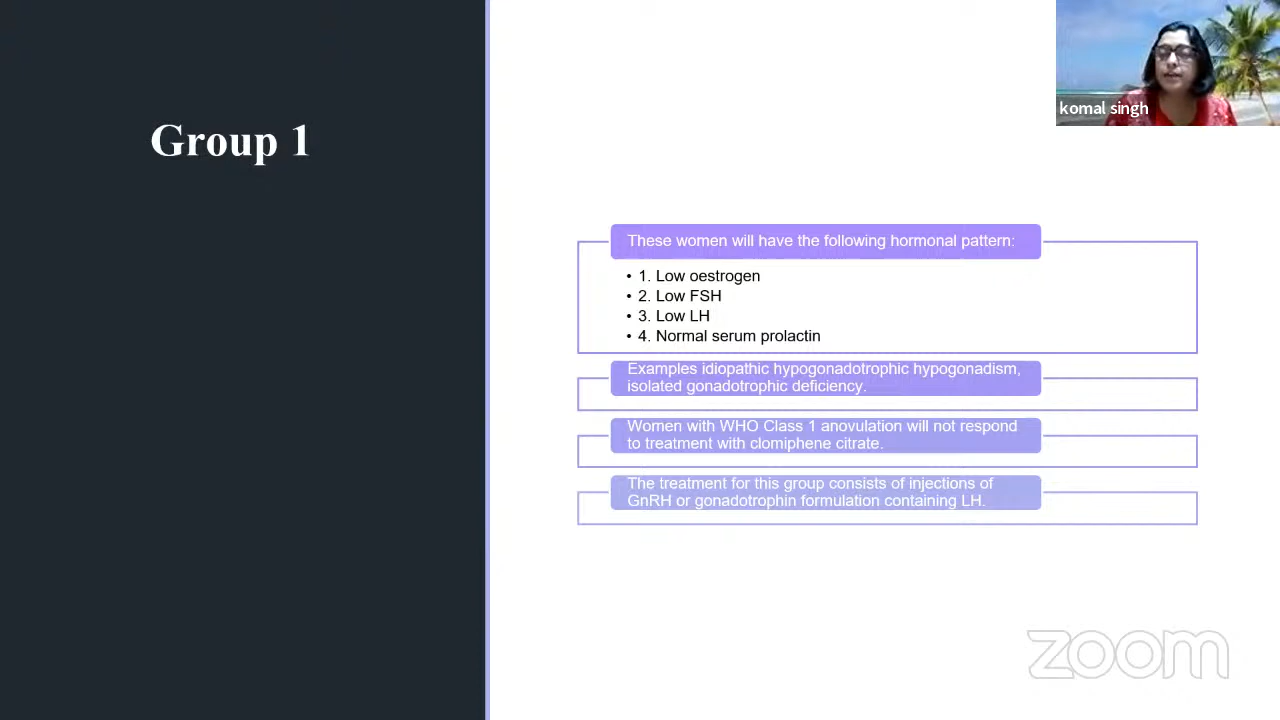 Group 1
komal singh
These women will have the following hormonal pattern:
• 1. Low oestrogen
• 2. Low FSH
• 3. Low LH
• 4. Normal serum prolactin
Examples idiopathic hypogonadotrophic hypogonadism,
isolated gonadotrophic deficiency.
Women with WHO Class 1 anovulation will not respond
to treatment with clomiphene citrate.
The treatment for this group consists of injections of
GnRH or gonadotrophin formulation containing LH.
zoom